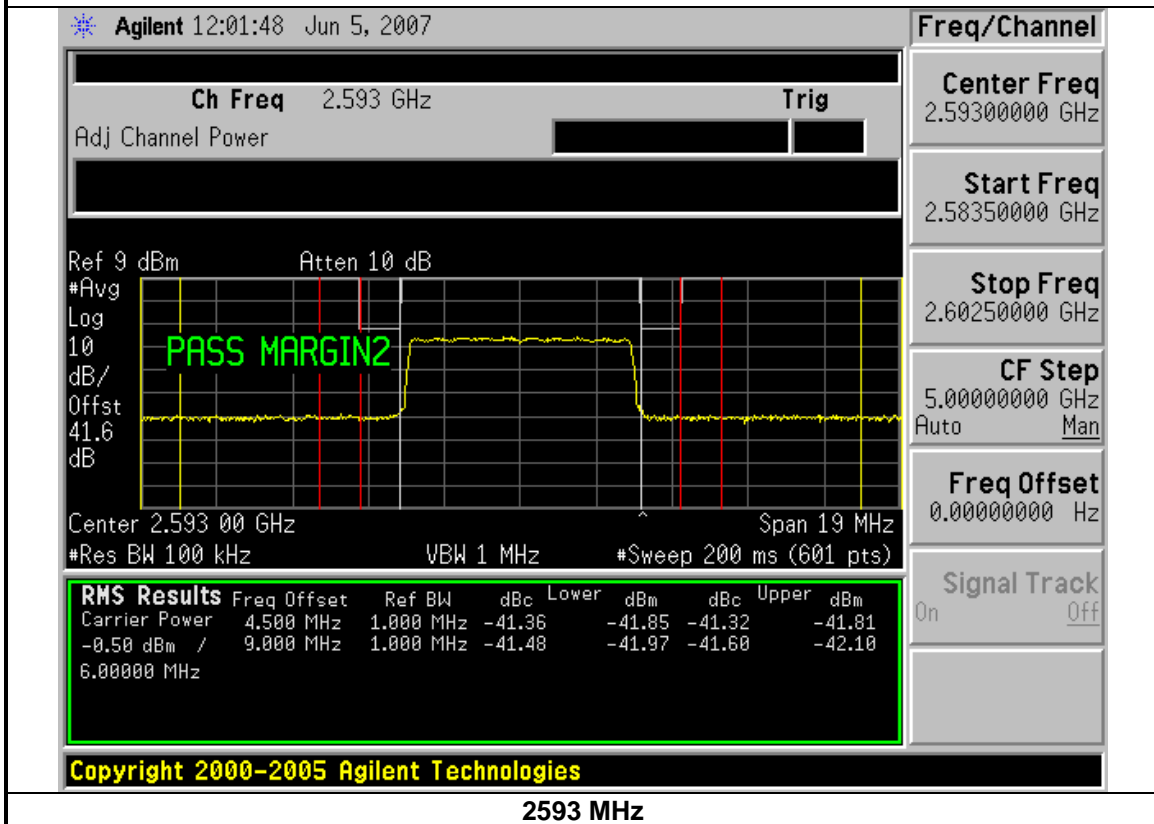 Agilent 12:01:48 Jun 5, 2007
Freq/Channel
Ch Freq 2.593 GHz Trig
Adj Channel Power
Center Freq
2.59300000 GHz
Start Freq
2.58350000 GHz
Stop Freq
2.60250000 GHz
CF Step
5.00000000 GHz
Auto Man
Freq Offset
0.00000000 Hz
Signal Track
On Off
Ref 9 dBm Atten 10 dB
#Avg
Log
10
dB/
Offst
41.6
dB
PASS MARGIN2
Center 2.593 00 GHz Span 19 MHz
#Res BW 100 kHz VBW 1 MHz #Sweep 200 ms (601 pts)
RMS Results Freq Offset Ref BW dBc Lower dBm dBc Upper dBm
Carrier Power 4.500 MHz 1.000 MHz -41.36 -41.85 -41.32 -41.81
-0.50 dBm / 9.000 MHz 1.000 MHz -41.48 -41.97 -41.60 -42.10
6.00000 MHz
Copyright 2000-2005 Agilent Technologies
2593 MHz